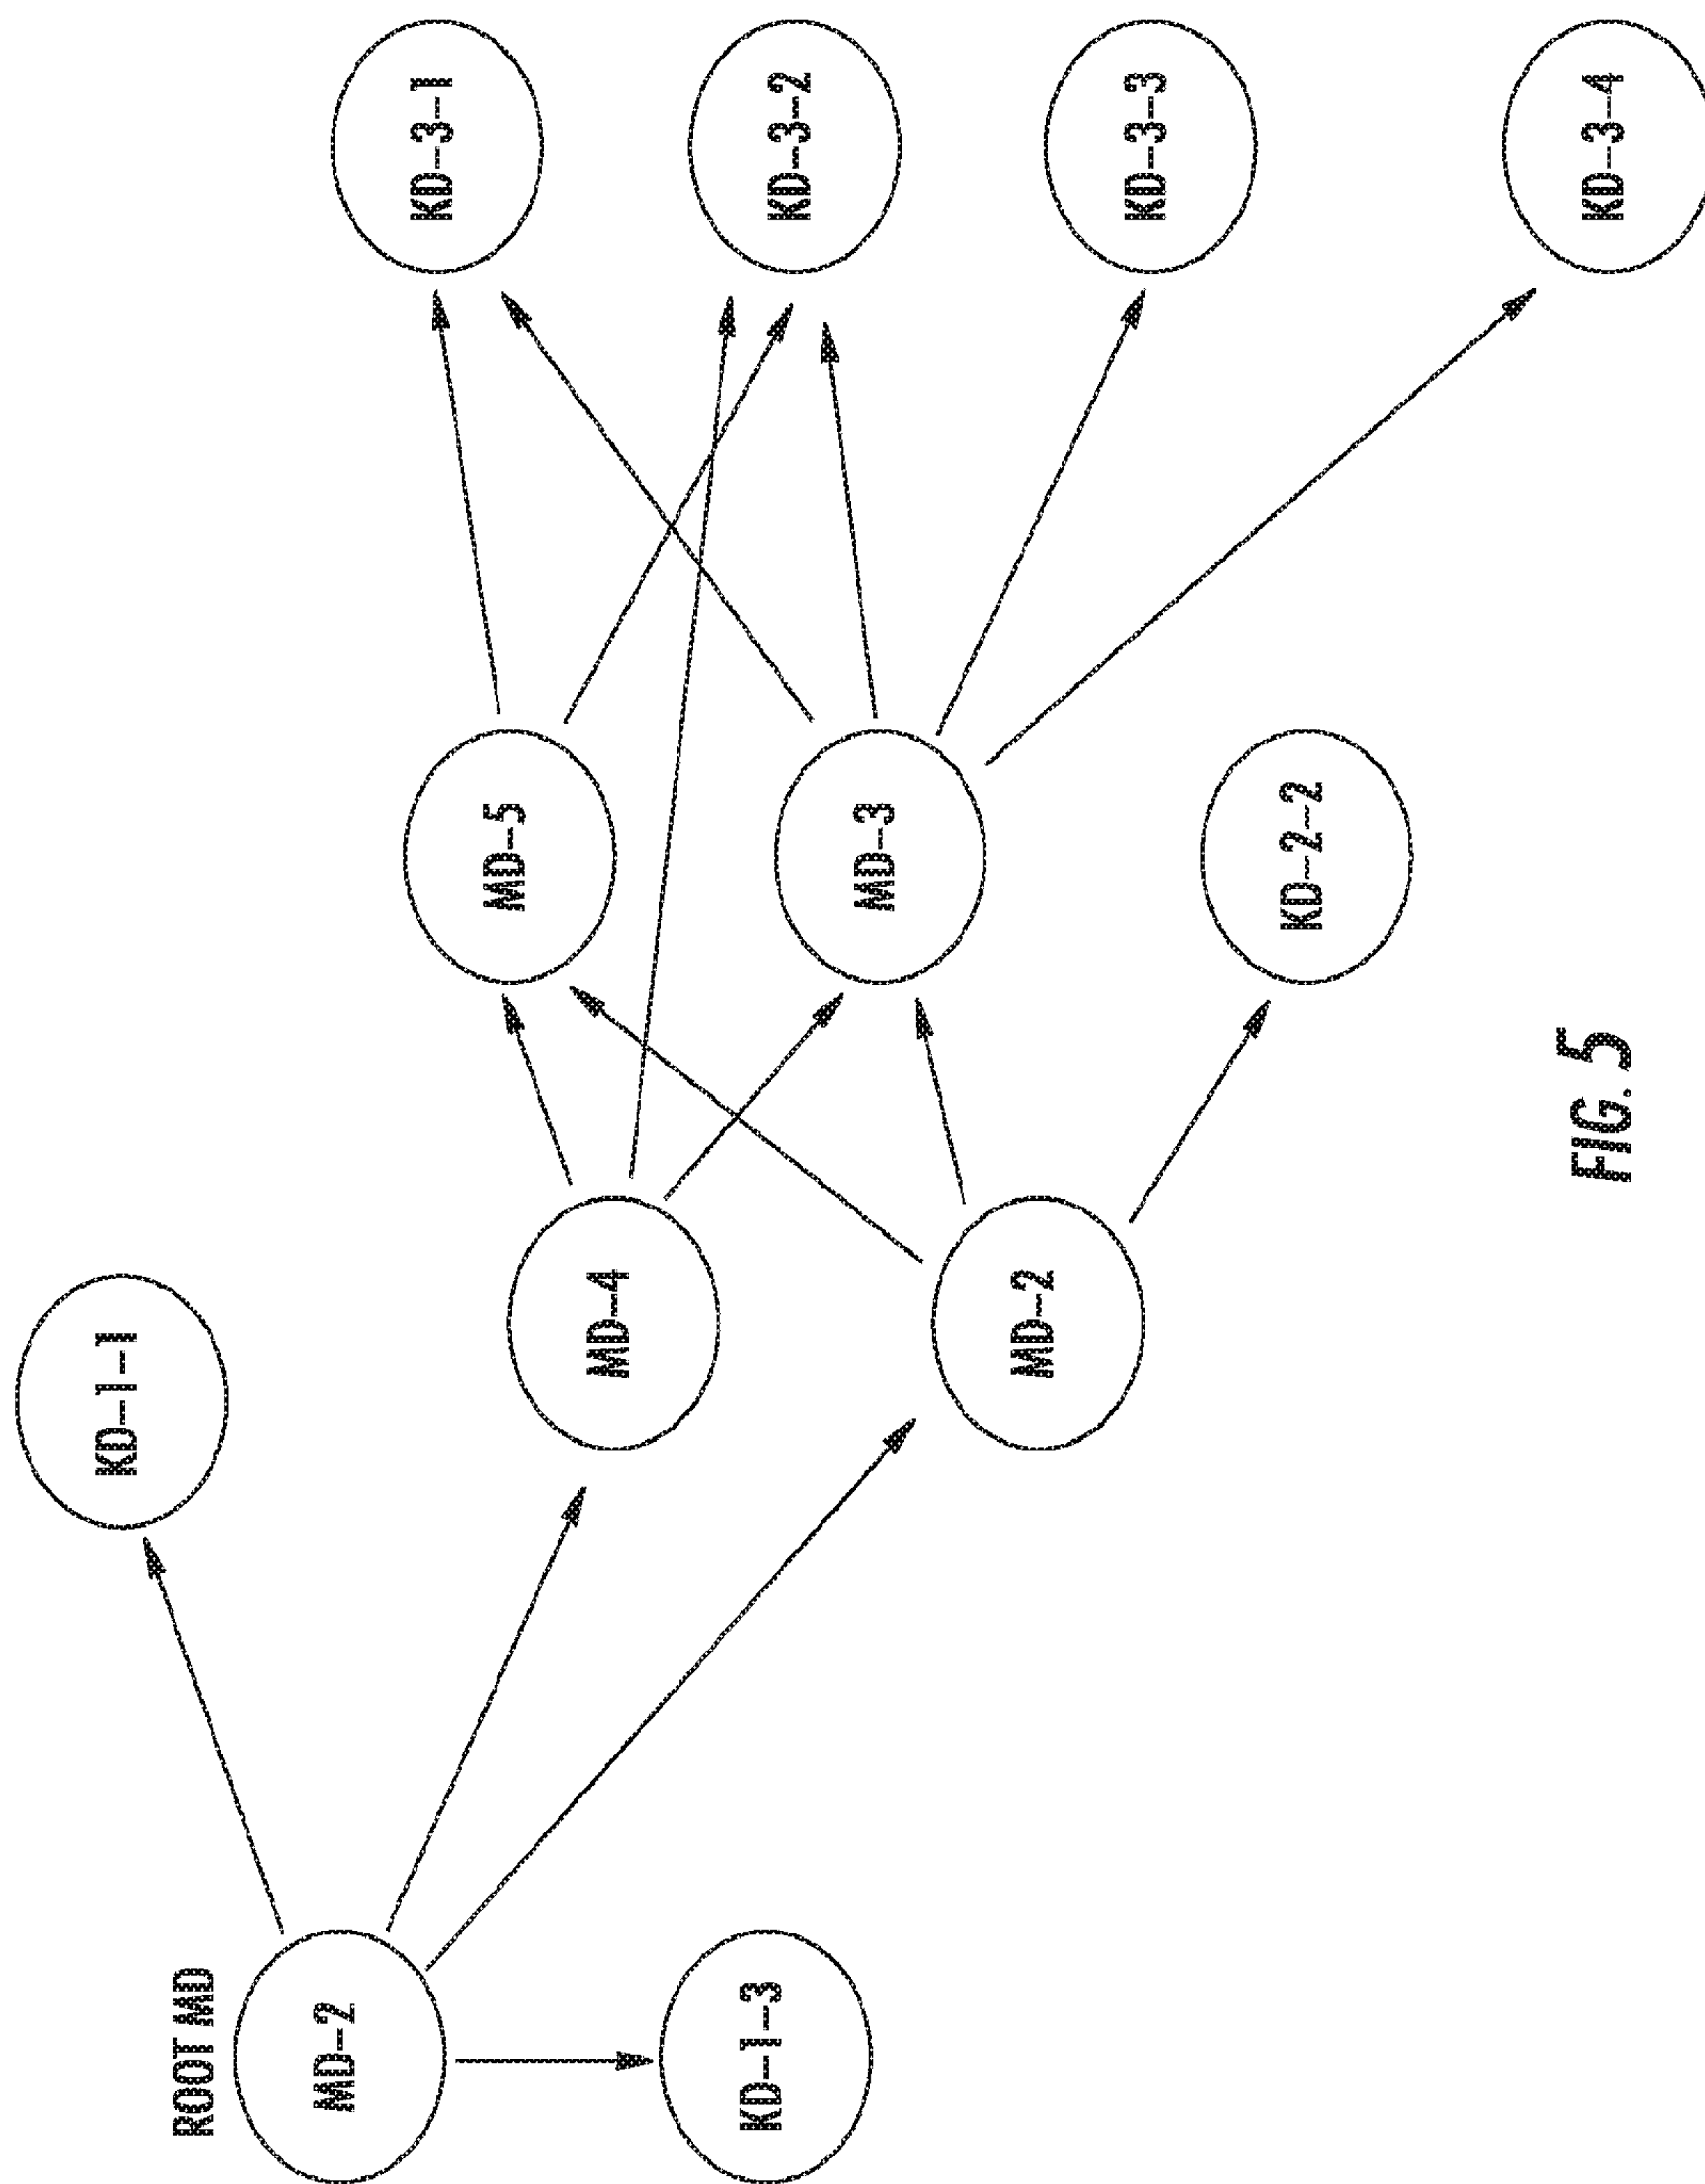 ROOT MD
MD-2
KD-1-3
KD-1-1
MD-4
MD-2
MD-5
MD-3
KD-2-2
KD-3-1
KD-3-2
KD-3-3
KD-3-4
FIG. 5